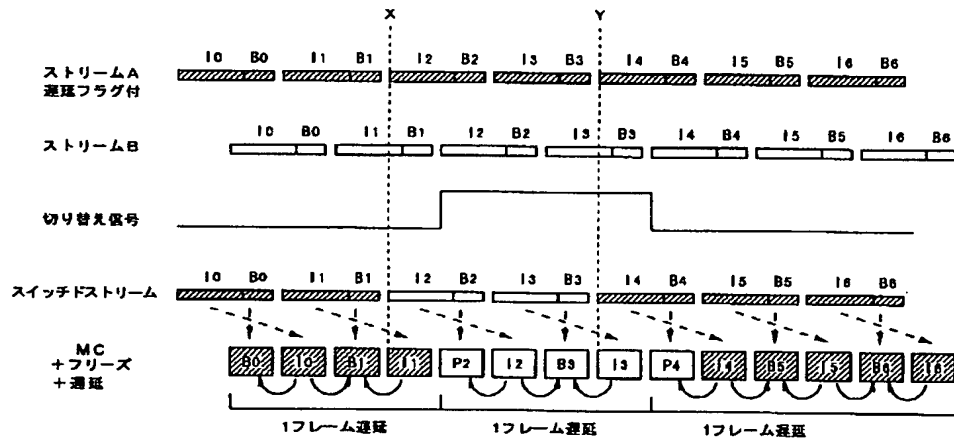 X Y
I0 B0 I1 B1 I2 B2 I3 B3 I4 B4 I5 B5 I6 B6
ストリームA
遅延フラグ付
I0 B0 I1 B1 I2 B2 I3 B3 I4 B4 I5 B5 I6 B6
ストリームB
切り替え信号
I0 B0 I1 B1 I2 B2 I3 B3 I4 B4 I5 B5 I6 B6
スイッチドストリーム
MC
+フリーズ
+遅延
B0 I0 B1 I1 P2 I2 B3 I3 P4 I4 B5 I5 B6 I6
1フレーム遅延 1フレーム遅延 1フレーム遅延